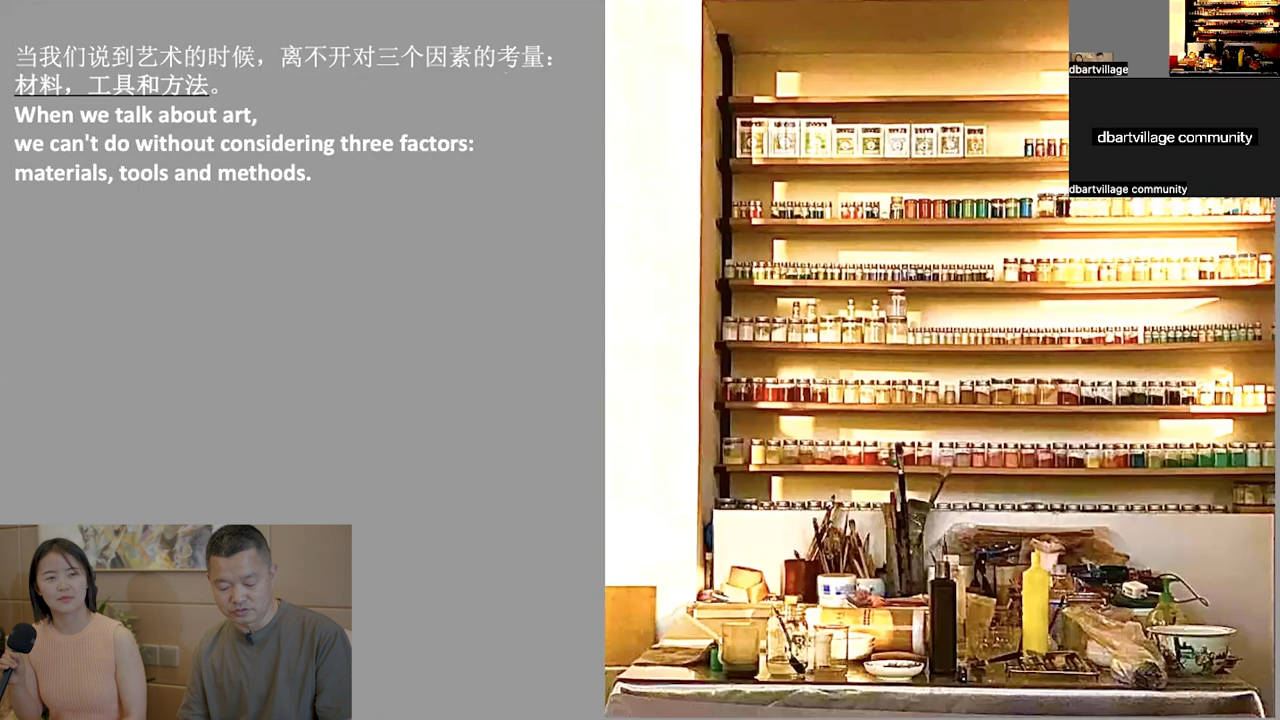 当我们说到艺术的时候，离不开对三个因素的考量：
材料，工具和方法。
When we talk about art,
we can't do without considering three factors:
materials, tools and methods.
dbartvillage
dbartvillage community
dbartvillage community